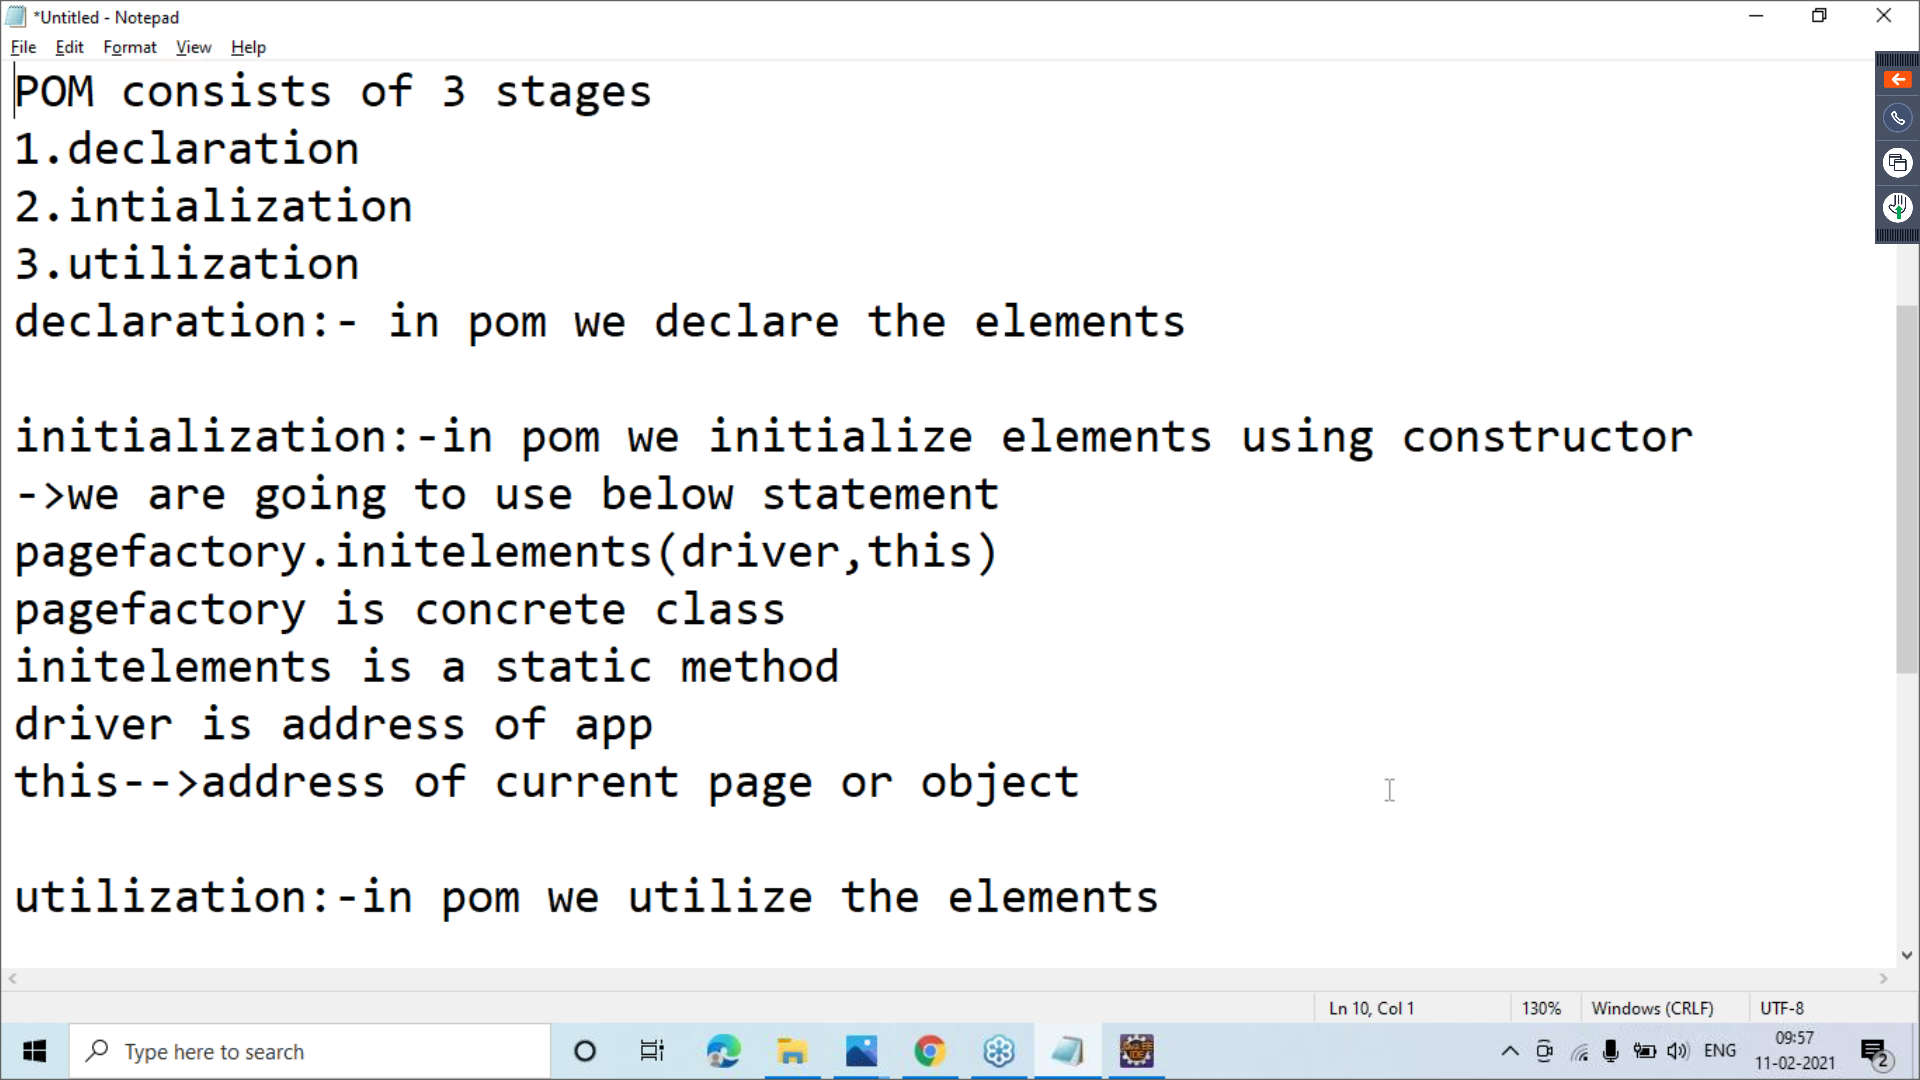 *Untitled - Notepad
File Edit Format View Help
POM consists of 3 stages
1.declaration
2.intialization
3.utilization
declaration:- in pom we declare the elements
initialization:-in pom we initialize elements using constructor
->we are going to use below statement
pagefactory.initelements(driver,this)
pagefactory is concrete class
initelements is a static method
driver is address of app
this-->address of current page or object
utilization:-in pom we utilize the elements
Ln 10, Col 1 130% Windows (CRLF) UTF-8
Type here to search
ENG
09:57
11-02-2021
2